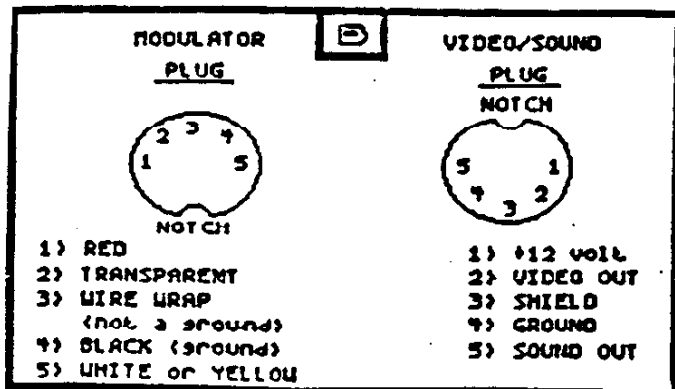 MODULATOR
PLUG
2 3 4
1 5
NOTCH
1) RED
2) TRANSPARENT
3) WIRE WRAP
(not a ground)
4) BLACK (ground)
5) WHITE or YELLOW
D
VIDEO/SOUND
PLUG
NOTCH
5 1
4 2
3
1) +12 volt
2) VIDEO OUT
3) SHIELD
4) GROUND
5) SOUND OUT